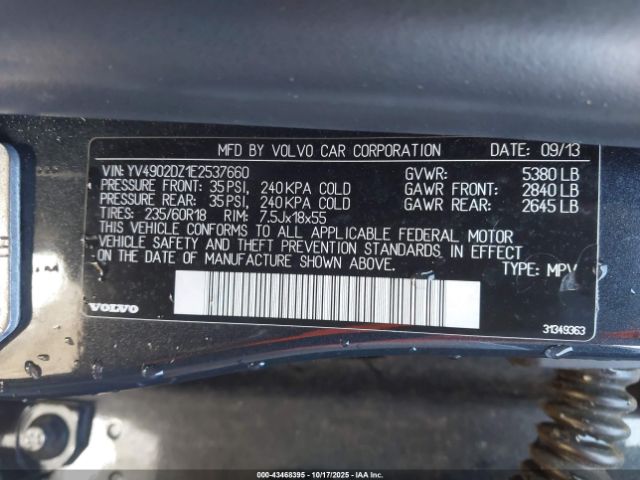 MFD BY VOLVO CAR CORPORATION DATE: 09/13
VIN: YV4902DZ1E2537660 GVWR: 5380 LB
PRESSURE FRONT: 35 PSI, 240 KPA COLD GAWR FRONT: 2840 LB
PRESSURE REAR: 35 PSI, 240 KPA COLD GAWR REAR: 2645 LB
TIRES: 235/60R18 RIM: 7,5Jx18x55
THIS VEHICLE CONFORMS TO ALL APPLICABLE FEDERAL MOTOR
VEHICLE SAFETY AND THEFT PREVENTION STANDARDS IN EFFECT
ON THE DATE OF MANUFACTURE SHOWN ABOVE. TYPE: MPV
VOLVO 31349363
000-43468395 - 10/17/2025 - IAAI.COM